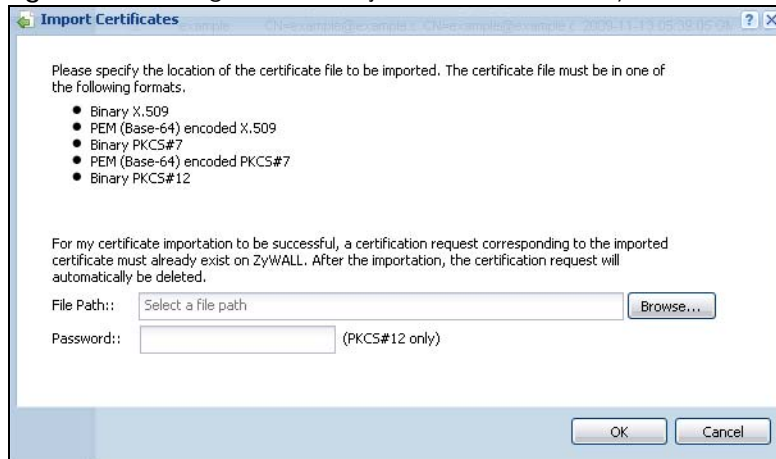 Import Certificates
Please specify the location of the certificate file to be imported. The certificate file must be in one of
the following formats.
● Binary X.509
● PEM (Base-64) encoded X.509
● Binary PKCS#7
● PEM (Base-64) encoded PKCS#7
● Binary PKCS#12
For my certificate importation to be successful, a certification request corresponding to the imported
certificate must already exist on ZyWALL. After the importation, the certification request will
automatically be deleted.
File Path:: Select a file path Browse...
Password:: (PKCS#12 only)
OK Cancel